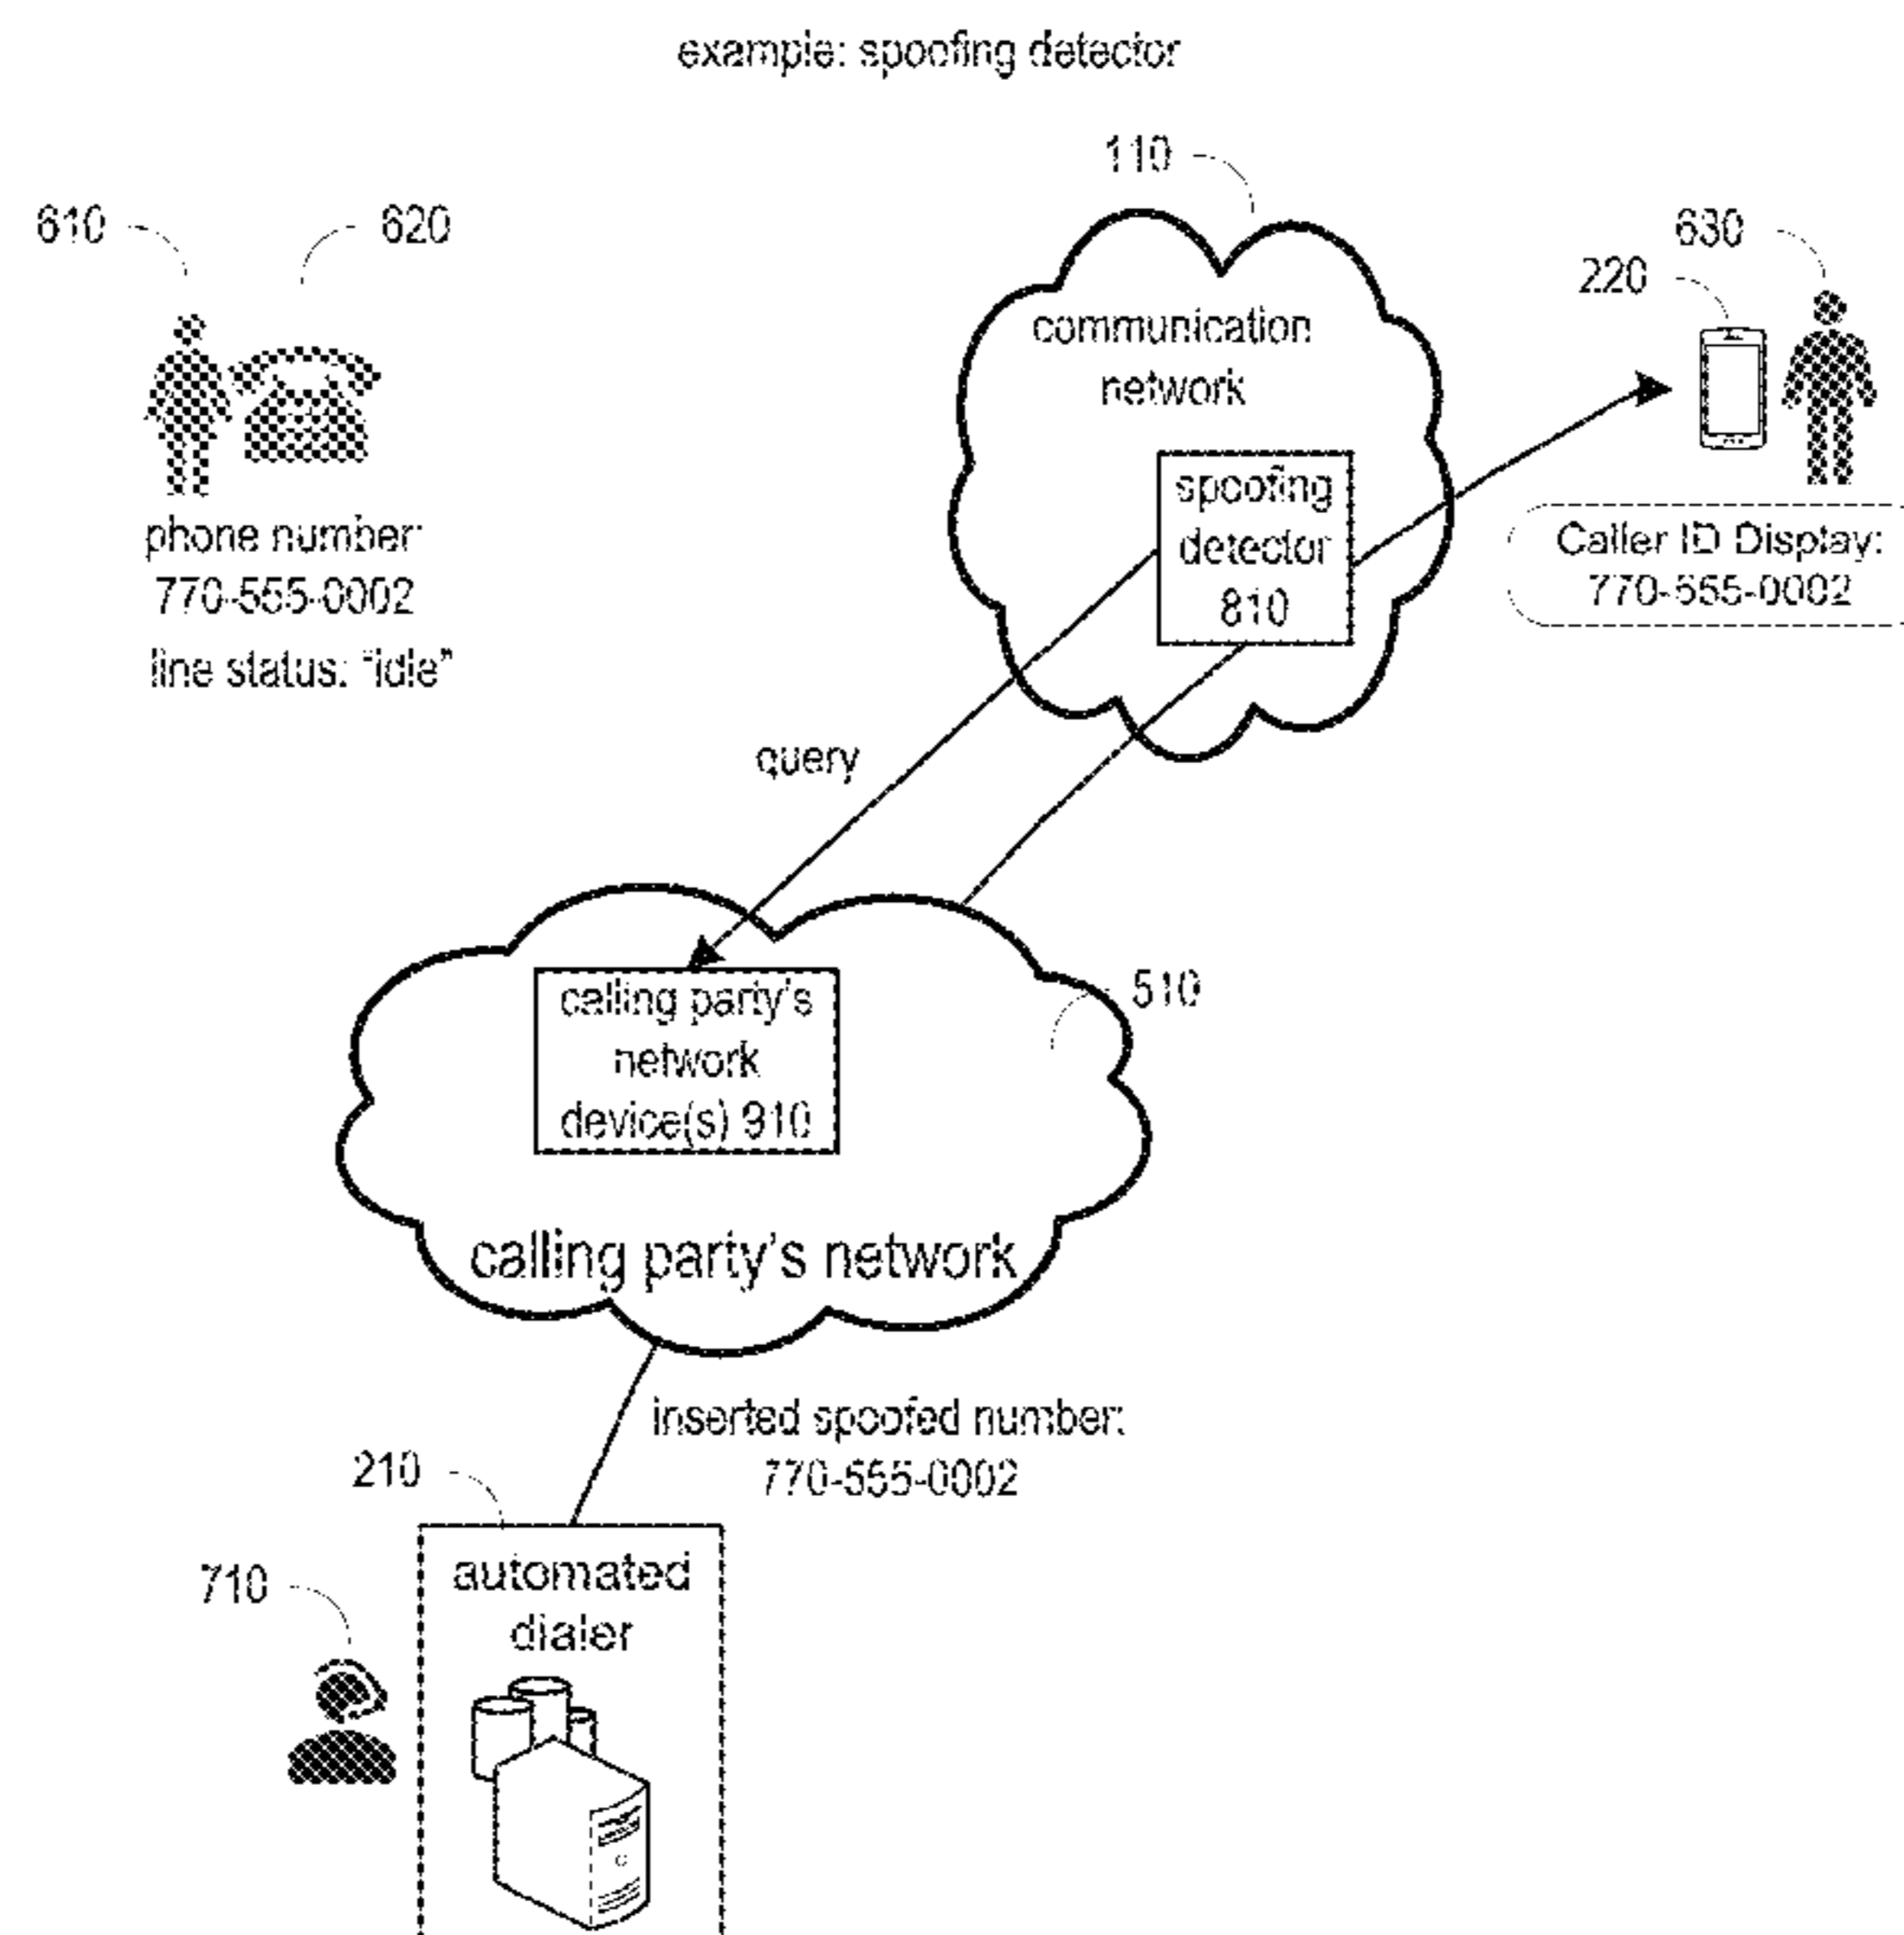 example: spoofing detector
110
610
620
630
220
communication
network
spoofing
detector
810
Caller ID Display:
770-555-0002
phone number:
770-555-0002
line status: "idle"
query
calling party's
network
device(s) 910
510
calling party's network
inserted spoofed number:
770-555-0002
210
710
automated
dialer